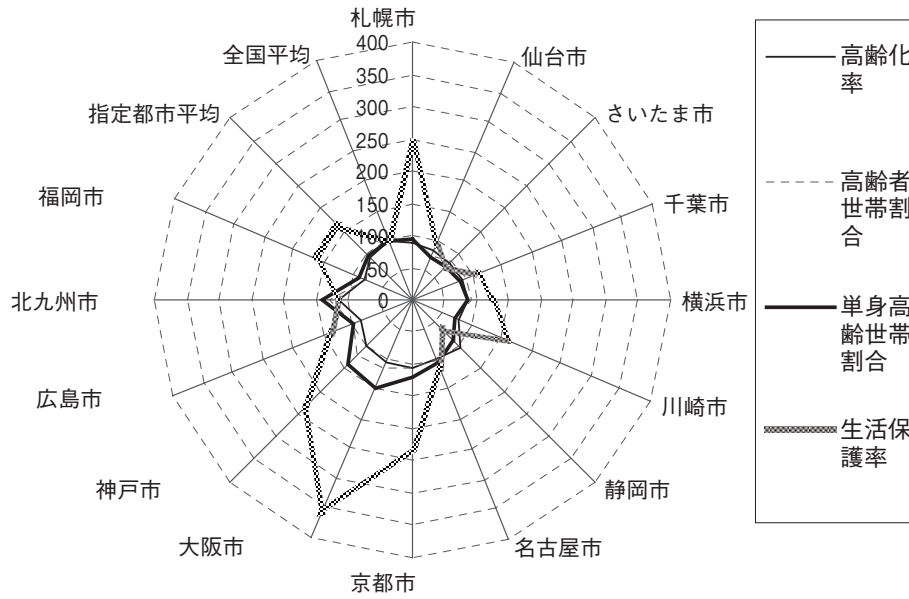 札幌市
仙台市
さいたま市
千葉市
横浜市
川崎市
静岡市
名古屋市
京都市
大阪市
神戸市
広島市
北九州市
福岡市
指定都市平均
全国平均
400
350
300
250
200
150
100
50
0
高齢化
率
高齢者
世帯割
合
単身高
齢世帯
割合
生活保
護率